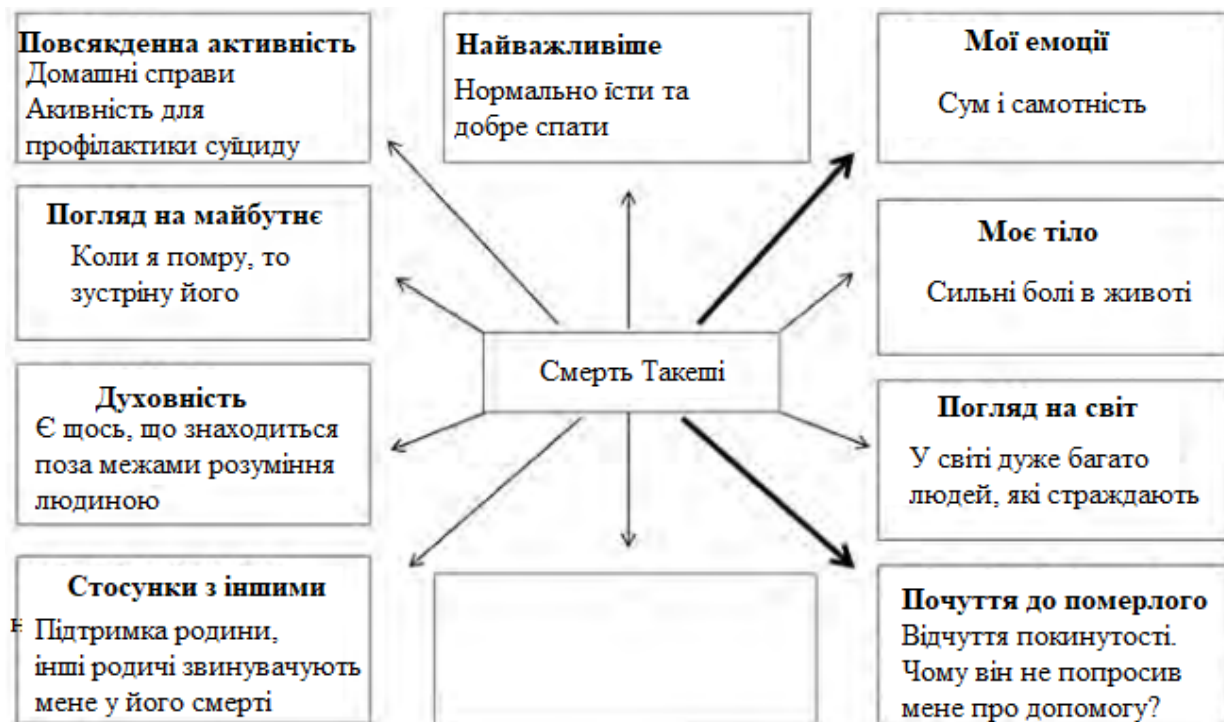 Повсякденна активність
Домашні справи
Акивність для
профілактики суїциду
Найважливіше
Нормально їсти та
добре спати
Мої емоції
Сум і самотність
Погляд на майбутнє
Коли я помру, то
зустріну його
Моє тіло
Сильні болі в животі
Смерть Такеші
Духовність
Є щось, що знаходиться
поза межами розуміння
людиною
Погляд на світ
У світі дуже багато
людей, які страждають
Стосунки з іншими
Підтримка родини,
інші родичі звинувачують
мене у його смерті
Почуття до померлого
Відчуття покинутості.
Чому він не попросив
мене про допомогу?